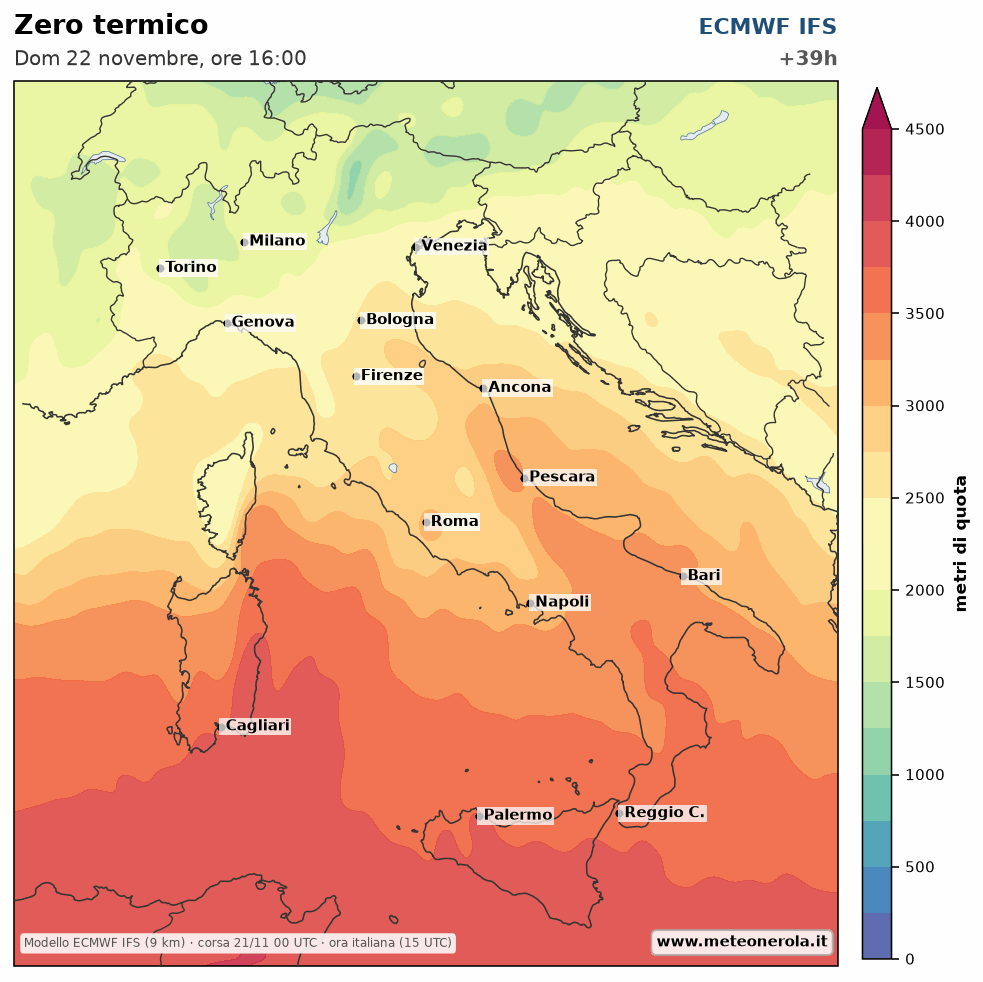 Zero termico
ECMWF IFS
Dom 22 novembre, ore 16:00
+39h
4500
4000
3500
3000
2500
2000
1500
1000
500
0
metri di quota
Milano
Venezia
Torino
Genova
Bologna
Firenze
Ancona
Pescara
Roma
Bari
Napoli
Cagliari
Palermo
Reggio C.
Modello ECMWF IFS (9 km) · corsa 21/11 00 UTC · ora italiana (15 UTC)
www.meteonerola.it